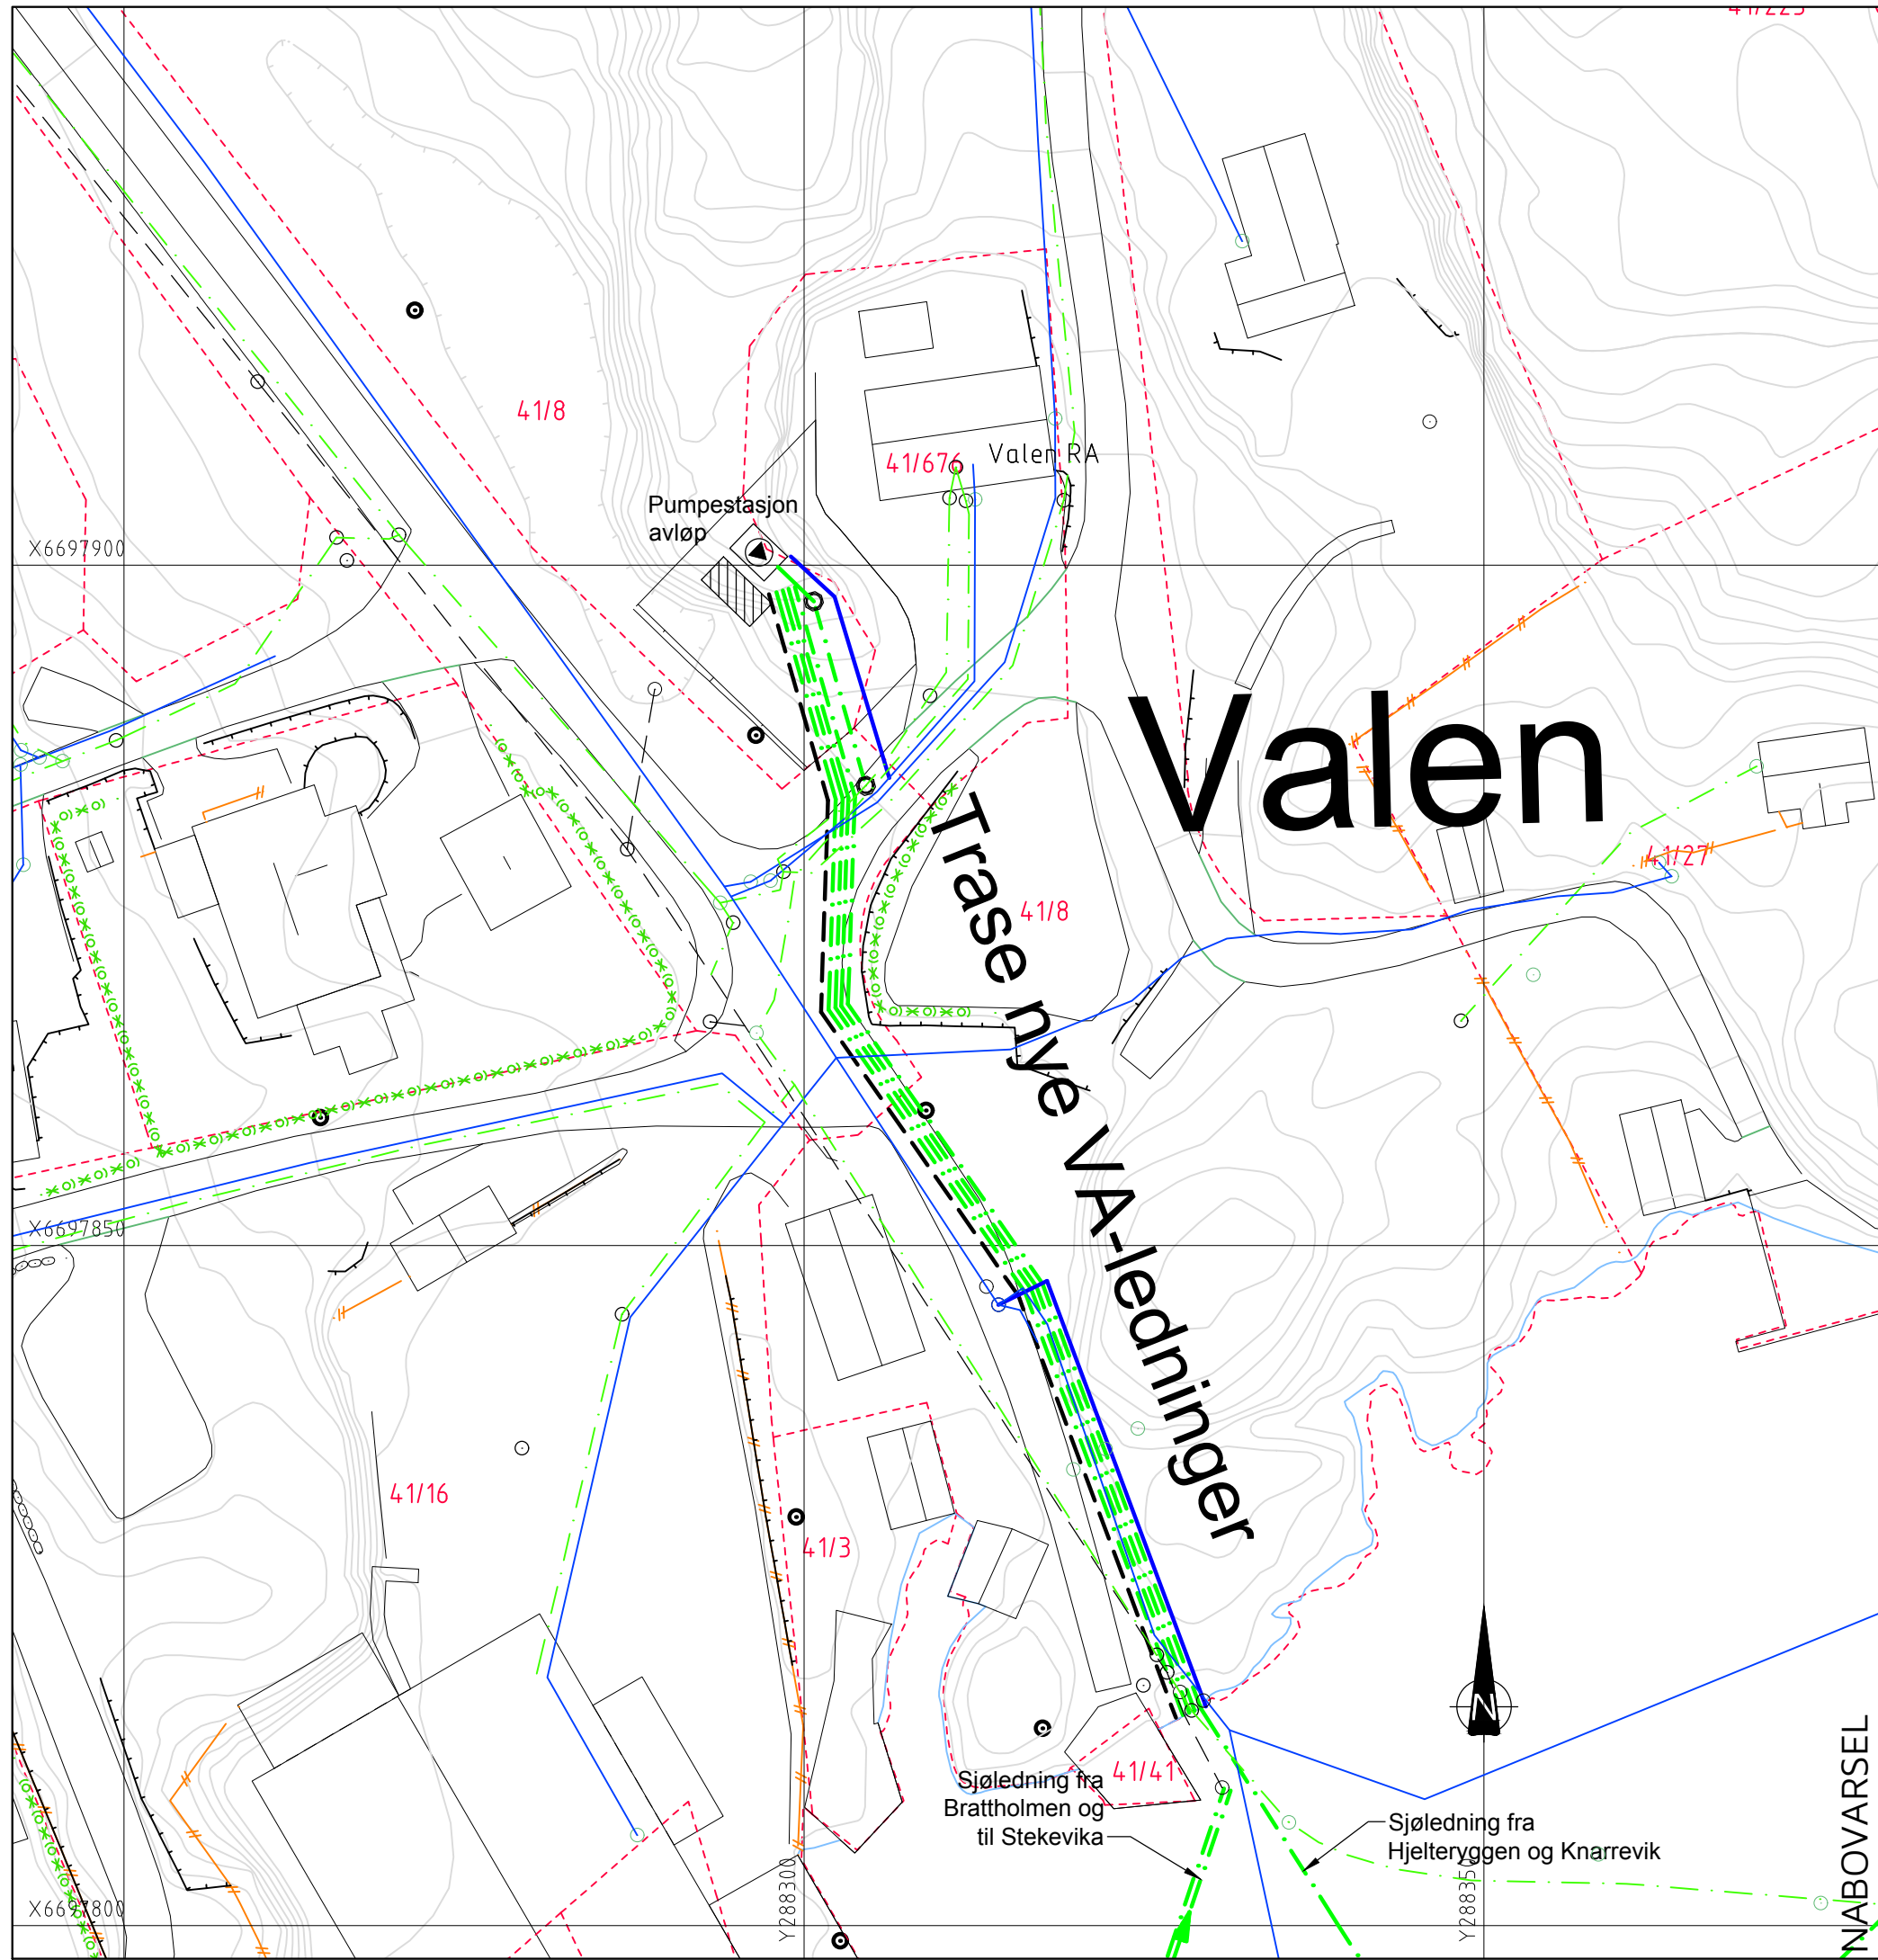 41/223
41/8
Valen RA
41/676
Pumpestasjon
avløp
X6697900
Valen
Trase nye VA-ledninger
41/27
41/8
X6697850
41/16
41/3
N
41/41
Sjøledning fra
Brattholmen og
til Stekevika
Sjøledning fra
Hjelteryggen og Knarrevik
X6697800
Y288300
Y288350
NABOVARSEL